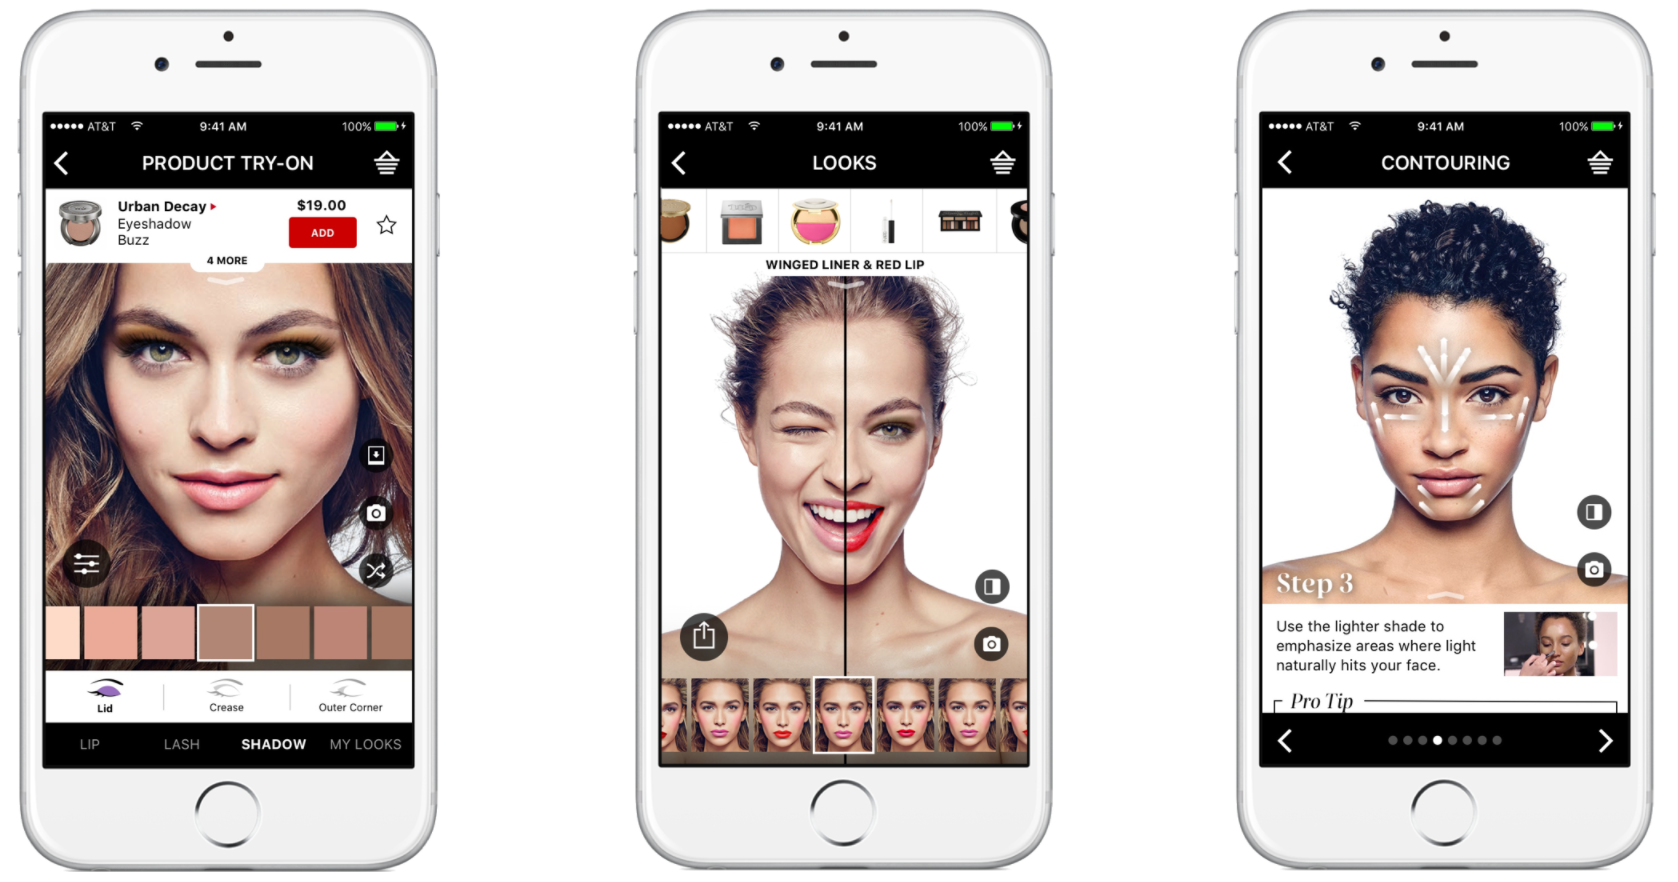 AT&T
9:41 AM
100%
PRODUCT TRY-ON
Urban Decay
Eyeshadow
Buzz
$19.00
ADD
4 MORE
Lid
Crease
Outer Corner
LIP
LASH
SHADOW
MY LOOKS
AT&T
9:41 AM
100%
LOOKS
WINGED LINER & RED LIP
AT&T
9:41 AM
100%
CONTOURING
Step 3
Use the lighter shade to
emphasize areas where light
naturally hits your face.
Pro Tip